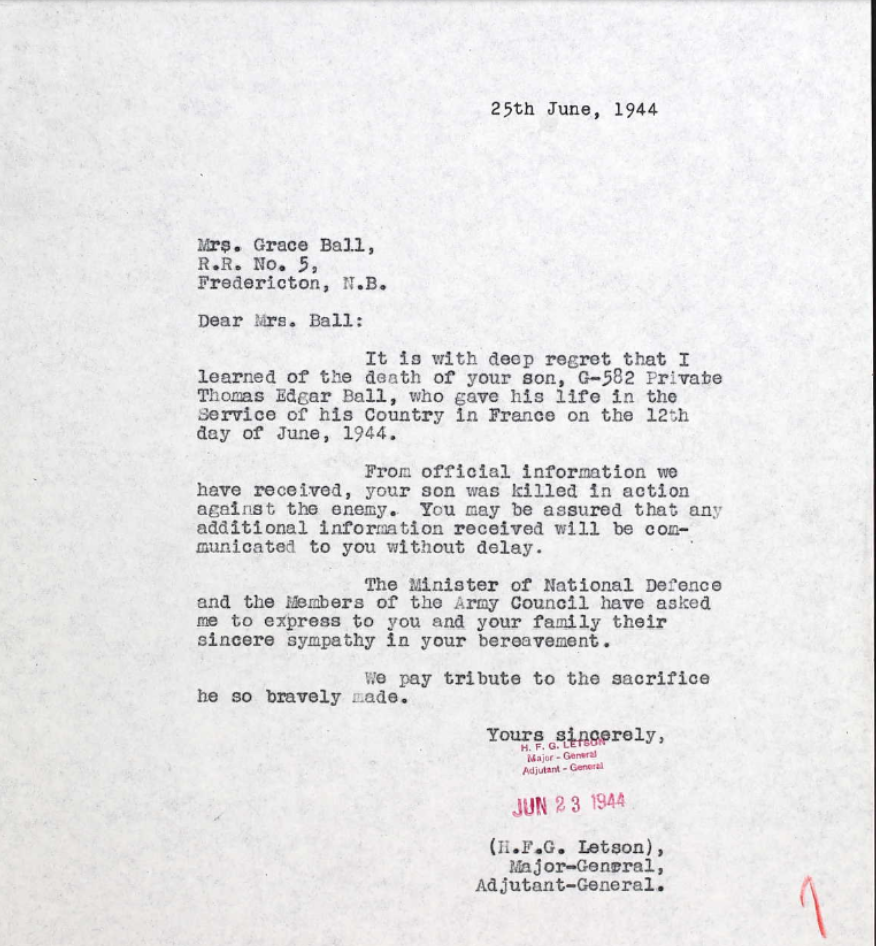 25th June, 1944
Mrs. Grace Ball,
R.R. No. 5,
Fredericton, N.B.
Dear Mrs. Ball:
It is with deep regret that I
learned of the death of your son, G-582 Private
Thomas Edgar Ball, who gave his life in the
Service of his Country in France on the 12th
day of June, 1944.
From official information we
have received, your son was killed in action
against the enemy. You may be assured that any
additional information received will be com-
municated to you without delay.
The Minister of National Defence
and the Members of the Army Council have asked
me to express to you and your family their
sincere sympathy in your bereavement.
We pay tribute to the sacrifice
he so bravely made.
Yours sincerely,
H. F. G. LETSON
Major - General
Adjutant - General
JUN 23 1944
(H.F.G. Letson),
Major-General,
Adjutant-General.